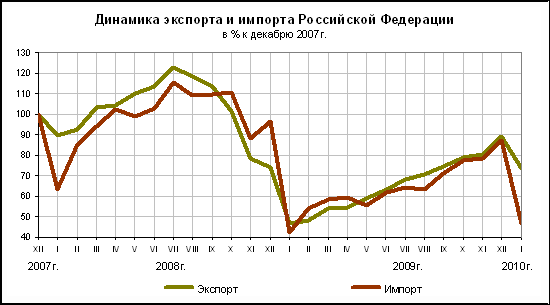 Динамика экспорта и импорта Российской Федерации
в % к декабрю 2007г.
130
120
110
100
90
80
70
60
50
40
XII I II III IV V VI VII VIII IX X XI XII I II III IV V VI VII VIII IX X XI XII I
2007г. 2008г. 2009г. 2010г.
Экспорт Импорт